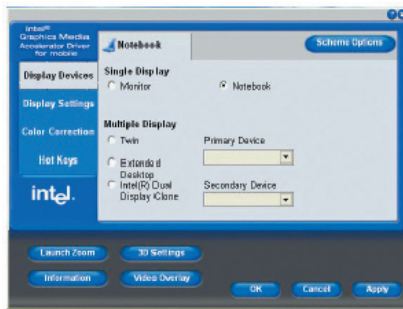 Intel®
Graphics Media
Accelerator Driver
for mobile
Display Devices
Display Settings
Color Correction
Hot Keys
intel.
Notebook
Scheme Options
Single Display
Monitor
Notebook
Multiple Display
Twin
Primary Device
Extended
Desktop
Intel(R) Dual
Display Clone
Secondary Device
Launch Zoom
3D Settings
Information
Video Overlay
OK
Cancel
Apply